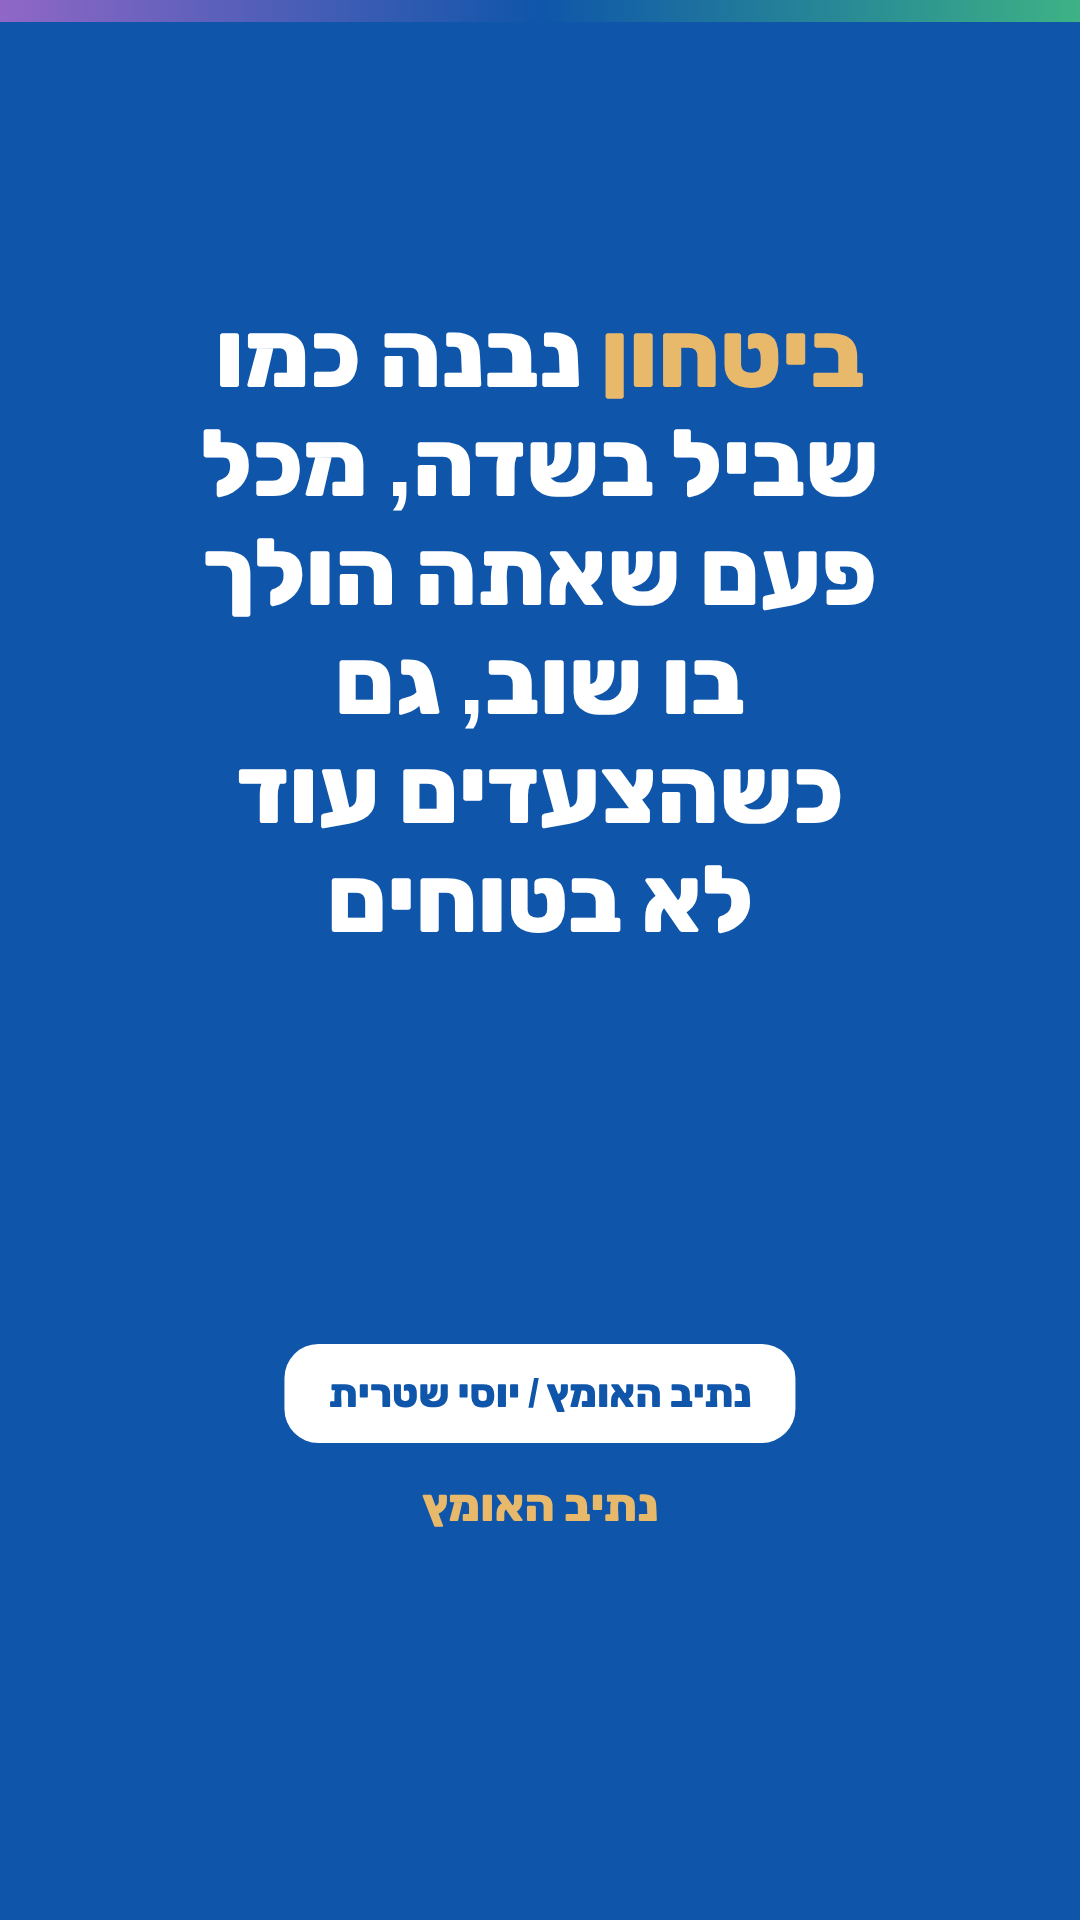 ביטחון נבנה כמו
שביל בשדה, מכל
פעם שאתה הולך
בו שוב, גם
כשהצעדים עוד
לא בטוחים
נתיב האומץ / יוסי שטרית
נתיב האומץ